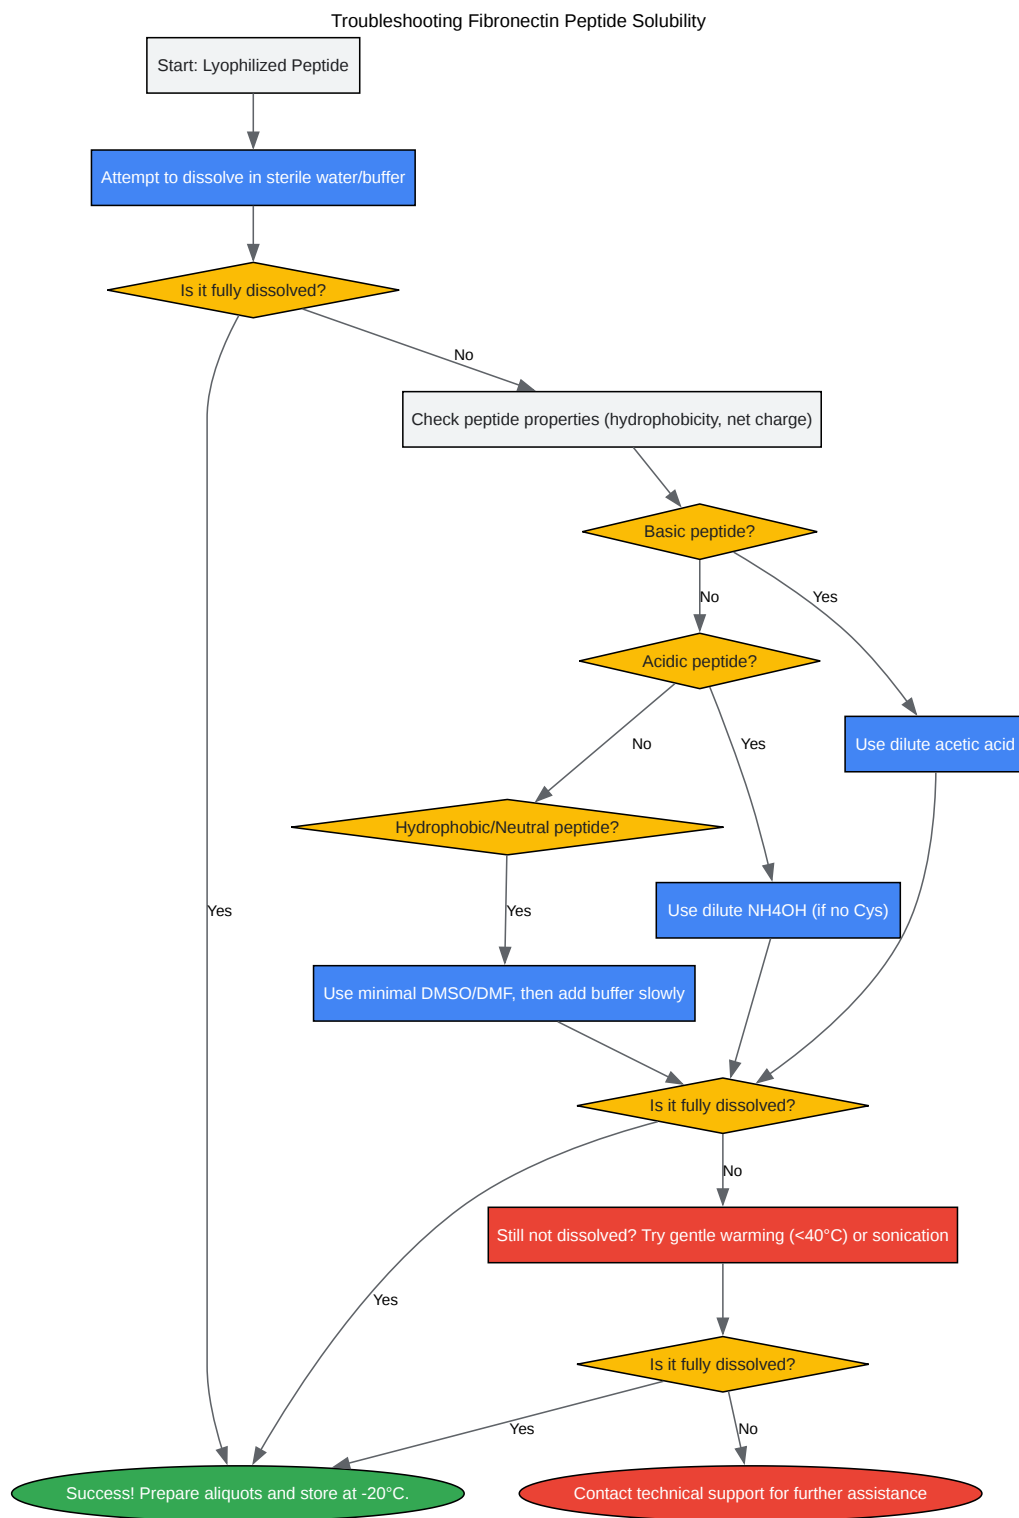 Troubleshooting Fibronectin Peptide Solubility
Start: Lyophilized Peptide
Attempt to dissolve in sterile water/buffer
Is it fully dissolved?
No
Check peptide properties (hydrophobicity, net charge)
Basic peptide?
No
Yes
Acidic peptide?
Use dilute acetic acid
No
Yes
Hydrophobic/Neutral peptide?
Yes
Yes
Use dilute NH4OH (if no Cys)
Use minimal DMSO/DMF, then add buffer slowly
Is it fully dissolved?
No
Still not dissolved? Try gentle warming (<40°C) or sonication
Yes
Is it fully dissolved?
Yes
No
Success! Prepare aliquots and store at -20°C.
Contact technical support for further assistance